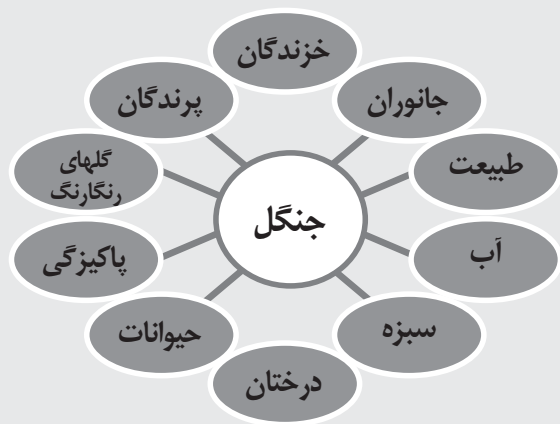 خزندگان
جانوران
طبیعت
آب
سبزه
درختان
حیوانات
پاکیزگی
گلهای
رنگارنگ
پرندگان
جنگل